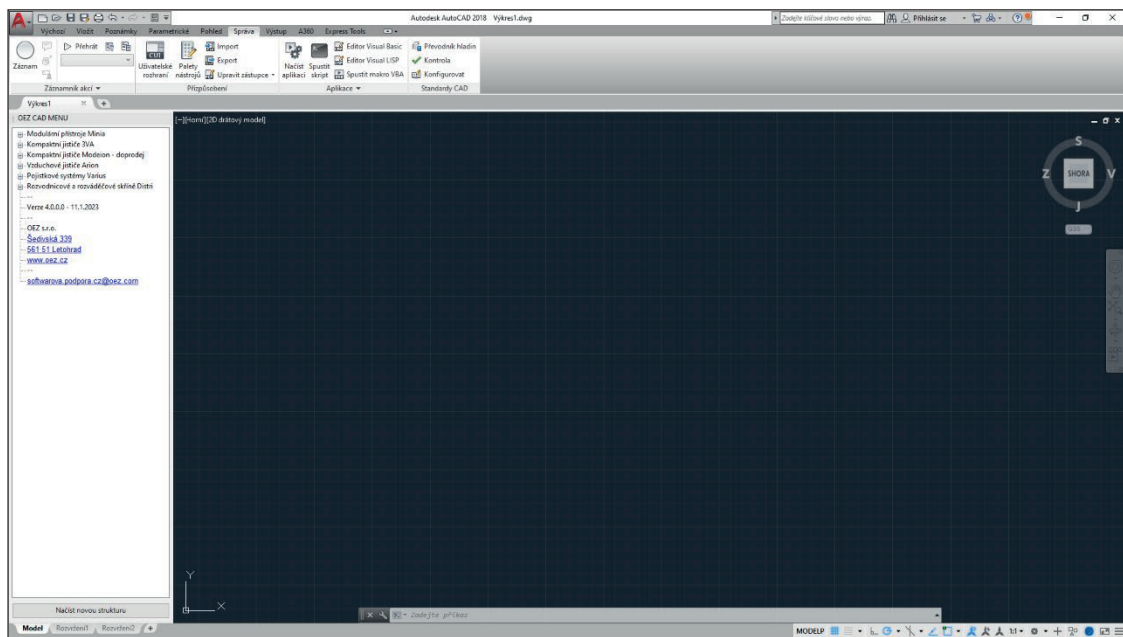 Autodesk AutoCAD 2018 Výkres1.dwg
Zadejte klíčové slovo nebo výraz.
Přihlásit se
Výchozí Vložit Poznámky Parametrické Pohled Správa Výstup A360 Express Tools
Záznam
Přehrát
Záznamník akcí
Uživatelské rozhraní
Palety nástrojů
Import
Export
Upravit zástupce
Přizpůsobení
Načíst aplikaci
Spustit skript
Editor Visual Basic
Editor Visual LISP
Spustit makro VBA
Aplikace
Převodník hladin
Kontrola
Konfigurovat
Standardy CAD
Výkres1
OEZ CAD MENU
Modulární přístroje Minia
Kompaktní jističe 3VA
Kompaktní jističe Modeion - doprodej
Vzduchové jističe Arion
Pojistkové systémy Varius
Rozvodnicové a rozváděčové skříně Distri
--
Verze 4.0.0.0 - 11.1.2023
--
OEZ s.r.o.
Šedivská 339
561 51 Letohrad
www.oez.cz
--
softwarova.podpora.cz@oez.com
Načíst novou strukturu
[−][Horní][2D drátový model]
S
Z
SHORA
V
J
Y
X
Zadejte příkaz
Model Rozvržení1 Rozvržení2 +
MODELP
1:1